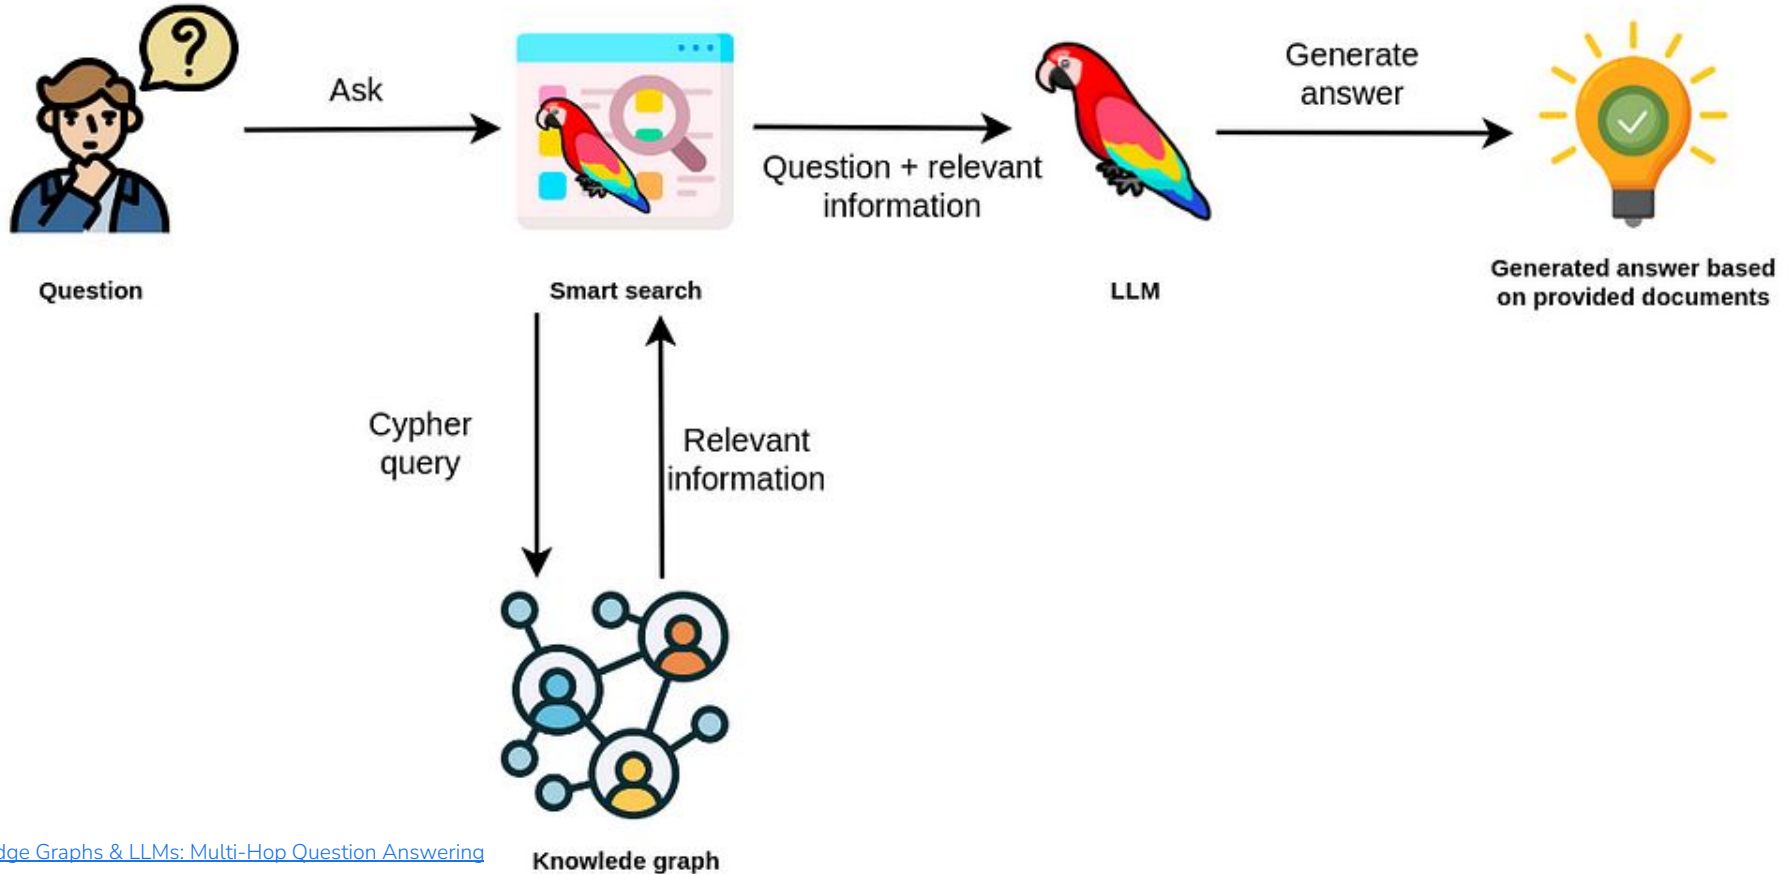 ?
Ask
Generate
answer
Question + relevant
information
Question
Smart search
LLM
Generated answer based
on provided documents
Cypher
query
Relevant
information
dge Graphs & LLMs: Multi-Hop Question Answering
Knowlede graph